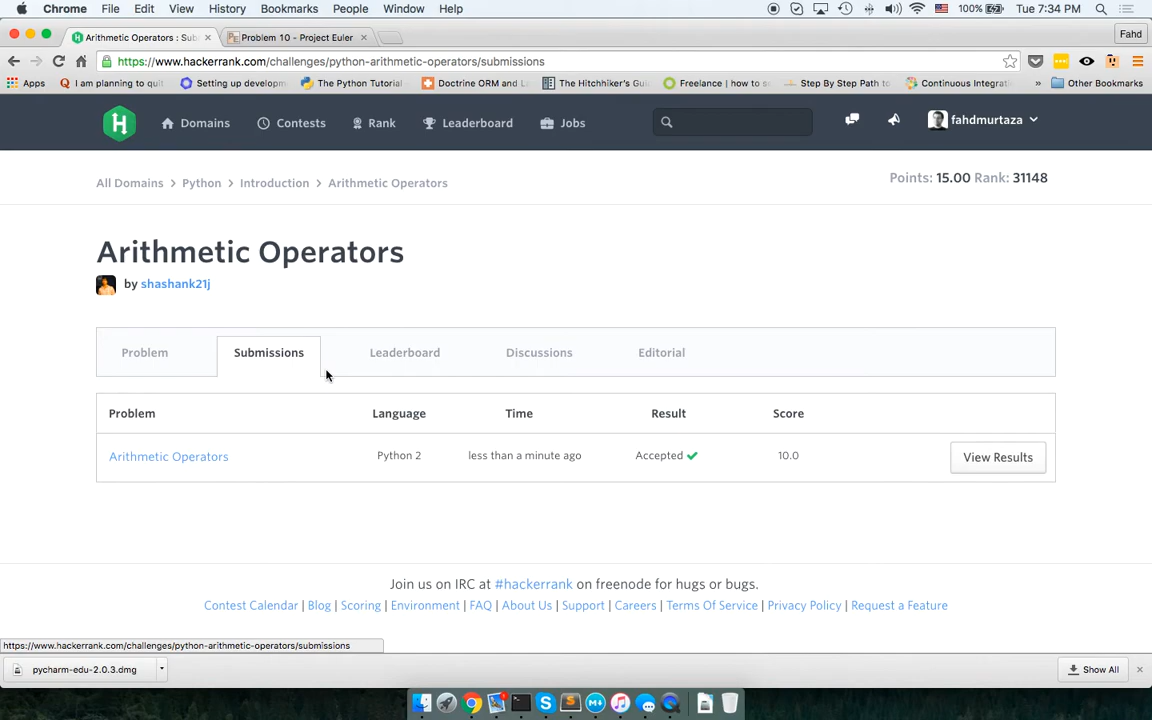 Chrome File Edit View History Bookmarks People Window Help 100% Tue 7:34 PM
Arithmetic Operators : Sub Problem 10 - Project Euler Fahd
https://www.hackerrank.com/challenges/python-arithmetic-operators/submissions
Apps I am planning to quit Setting up developm The Python Tutorial Doctrine ORM and L The Hitchhiker's Gui Freelance | how to s Step By Step Path to Continuous Integrati » Other Bookmarks
H Domains Contests Rank Leaderboard Jobs fahdmurtaza
All Domains > Python > Introduction > Arithmetic Operators Points: 15.00 Rank: 31148
Arithmetic Operators
by shashank21j
Problem Submissions Leaderboard Discussions Editorial
Problem Language Time Result Score
Arithmetic Operators Python 2 less than a minute ago Accepted 10.0 View Results
Join us on IRC at #hackerrank on freenode for hugs or bugs.
Contest Calendar | Blog | Scoring | Environment | FAQ | About Us | Support | Careers | Terms Of Service | Privacy Policy | Request a Feature
https://www.hackerrank.com/challenges/python-arithmetic-operators/submissions
pycharm-edu-2.0.3.dmg Show All